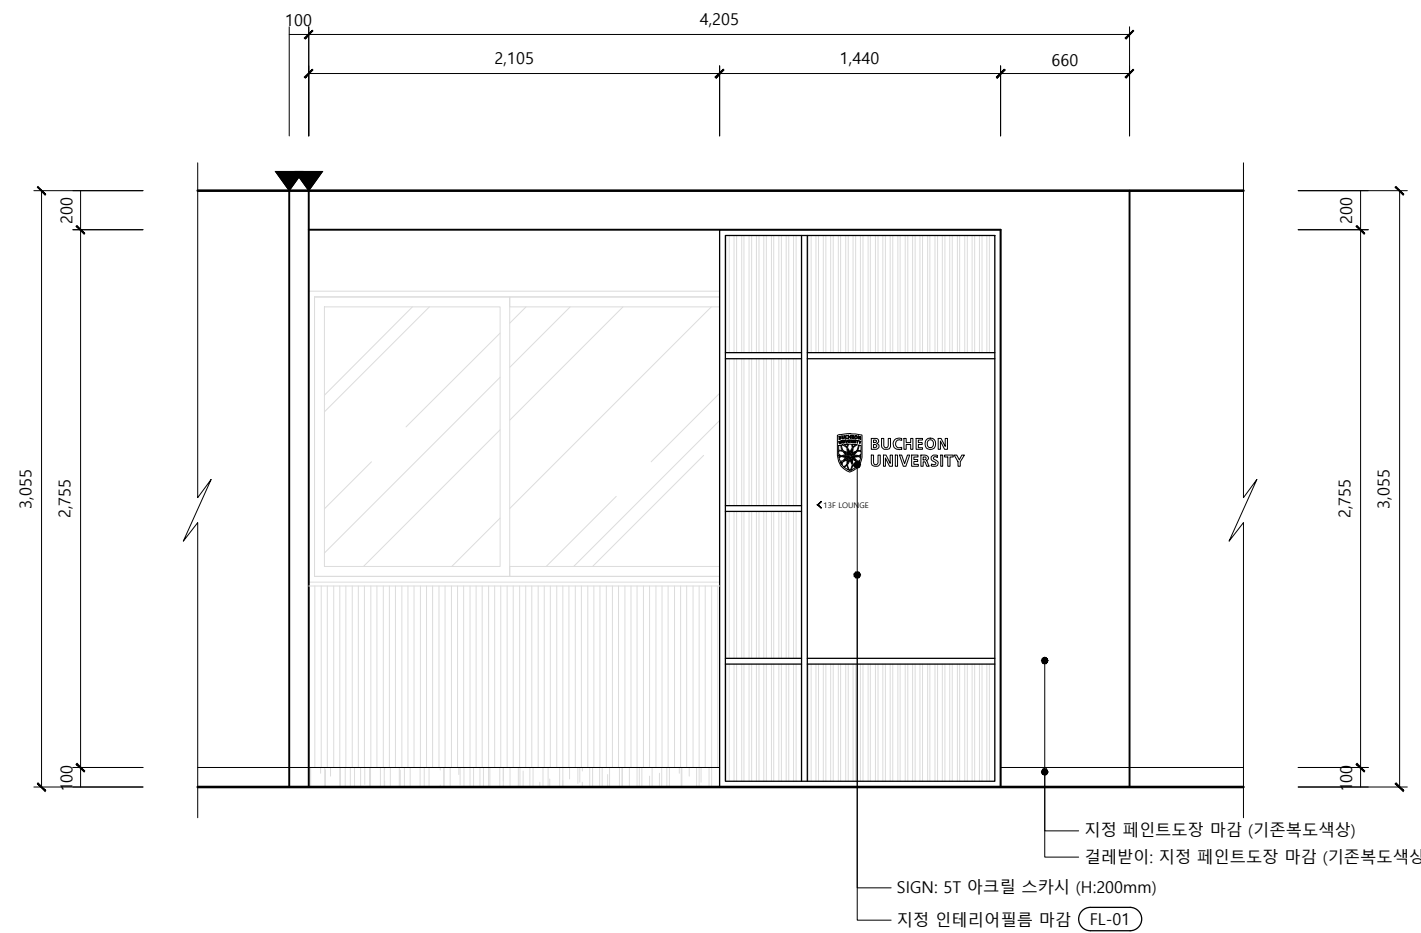 100
4,205
2,105
1,440
660
200
200
3,055
2,755
2,755
3,055
BUCHEON
UNIVERSITY
13F LOUNGE
100
100
지정 페인트도장 마감 (기존복도색상)
걸레받이: 지정 페인트도장 마감 (기존복도색상
SIGN: 5T 아크릴 스카시 (H:200mm)
지정 인테리어필름 마감 FL-01